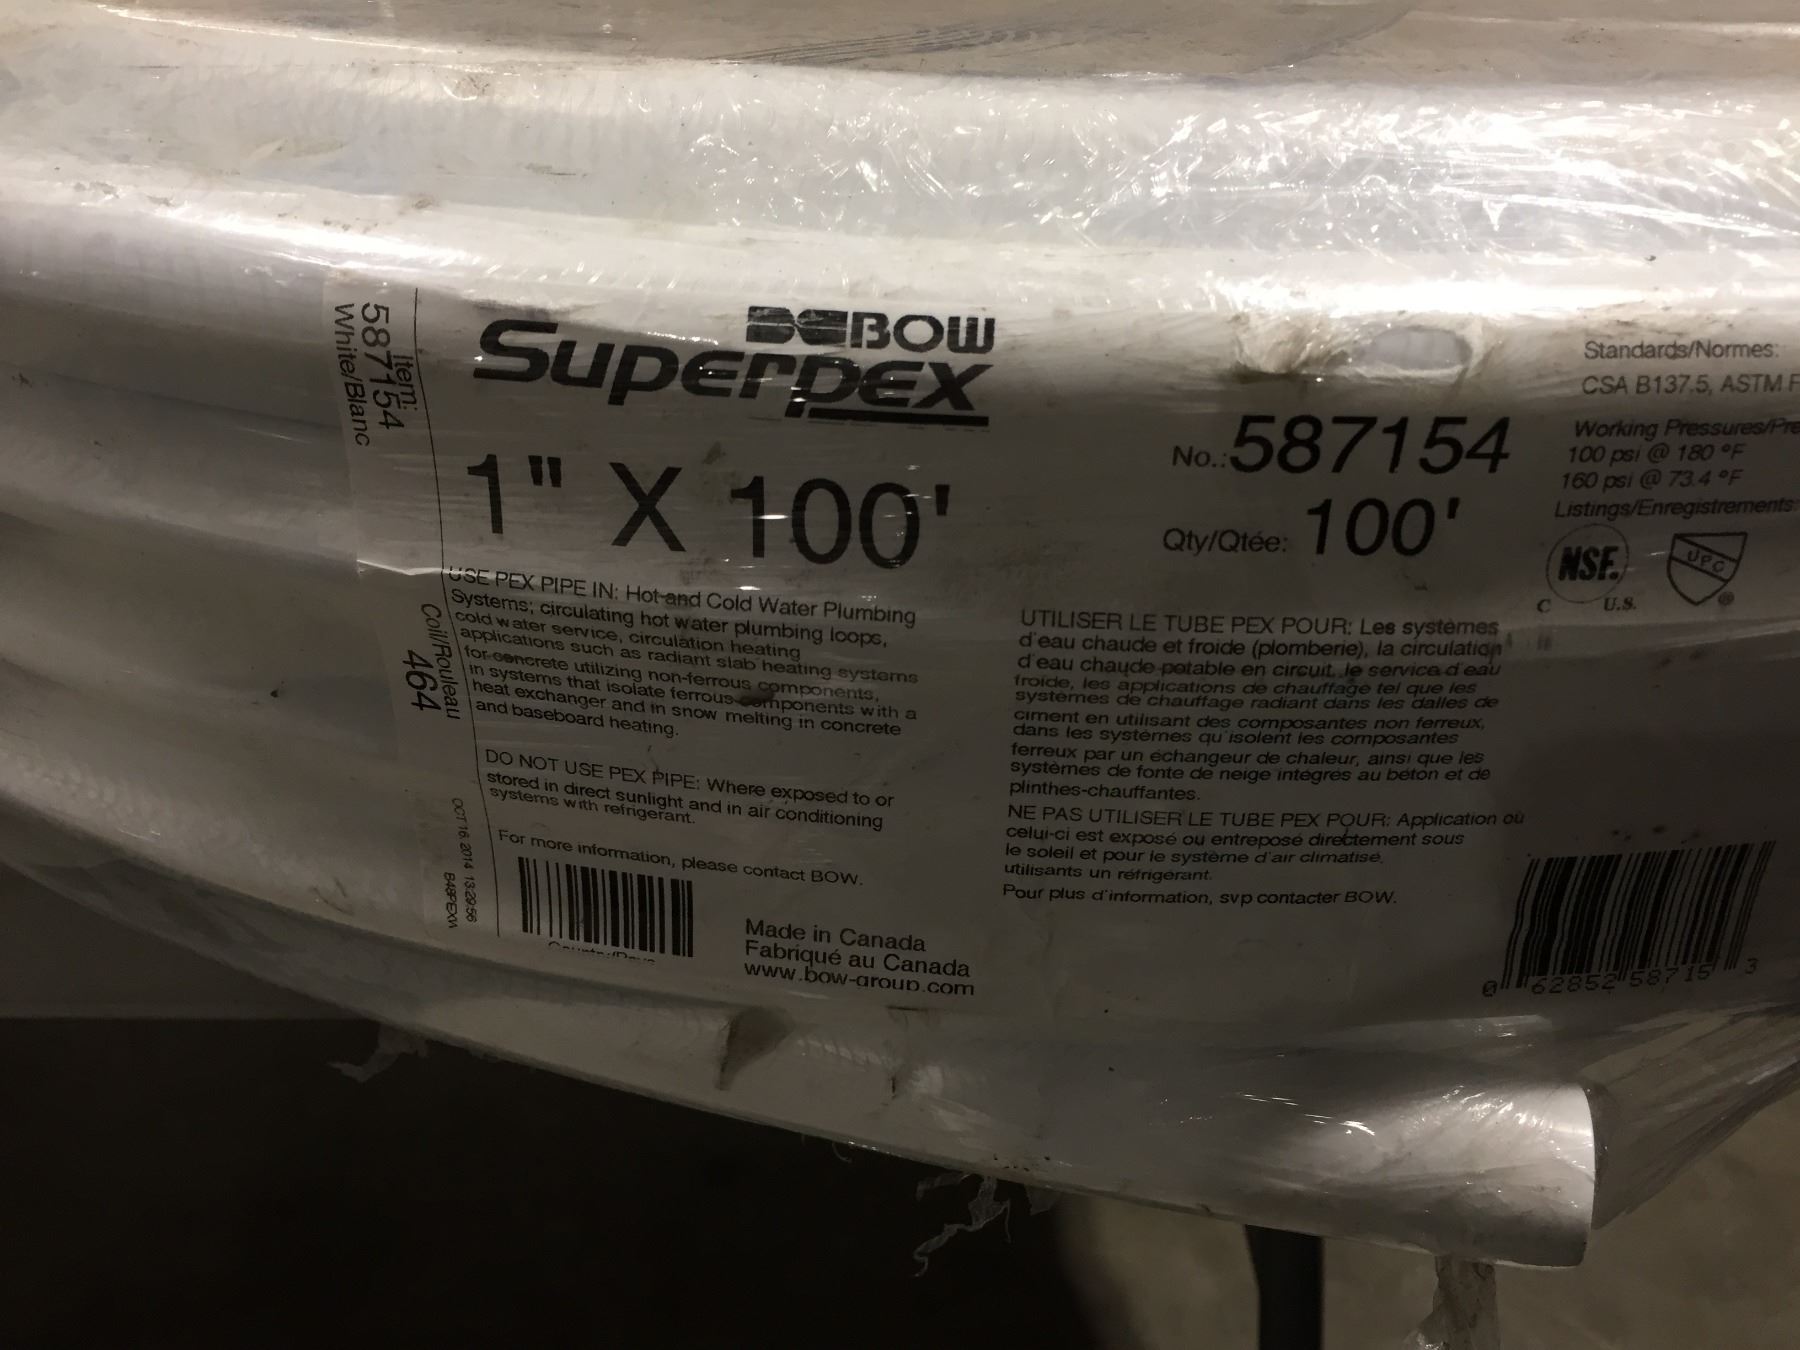 Item:
587154
White/Blanc
Coil/Rouleau
464
OCT 16 2014 13:29:56
B48PEXW
BOW
Superpex
1" X 100'
USE PEX PIPE IN: Hot and Cold Water Plumbing
Systems; circulating hot water plumbing loops,
cold water service, circulation heating
applications such as radiant slab heating systems
for concrete utilizing non-ferrous components,
in systems that isolate ferrous components with a
heat exchanger and in snow melting in concrete
and baseboard heating.
DO NOT USE PEX PIPE: Where exposed to or
stored in direct sunlight and in air conditioning
systems with refrigerant.
For more information, please contact BOW.
Made in Canada
Fabriqué au Canada
www.bow-group.com
No.: 587154
Qty/Qtée: 100'
UTILISER LE TUBE PEX POUR: Les systèmes
d'eau chaude et froide (plomberie), la circulation
d'eau chaude potable en circuit, le service d'eau
froide, les applications de chauffage tel que les
systèmes de chauffage radiant dans les dalles de
ciment en utilisant des composantes non ferreux,
dans les systèmes qu'isolent les composantes
ferreux par un échangeur de chaleur, ainsi que les
systèmes de fonte de neige intégrés au béton et de
plinthes-chauffantes.
NE PAS UTILISER LE TUBE PEX POUR: Application où
celui-ci est exposé ou entreposé directement sous
le soleil et pour le système d'air climatisé,
utilisants un réfrigérant.
Pour plus d'information, svp contacter BOW.
Standards/Normes:
CSA B137.5, ASTM F
Working Pressures/Pre
100 psi @ 180 °F
160 psi @ 73.4 °F
Listings/Enregistrements:
NSF.
C U.S.
UPC
®
0 62852 58715 3